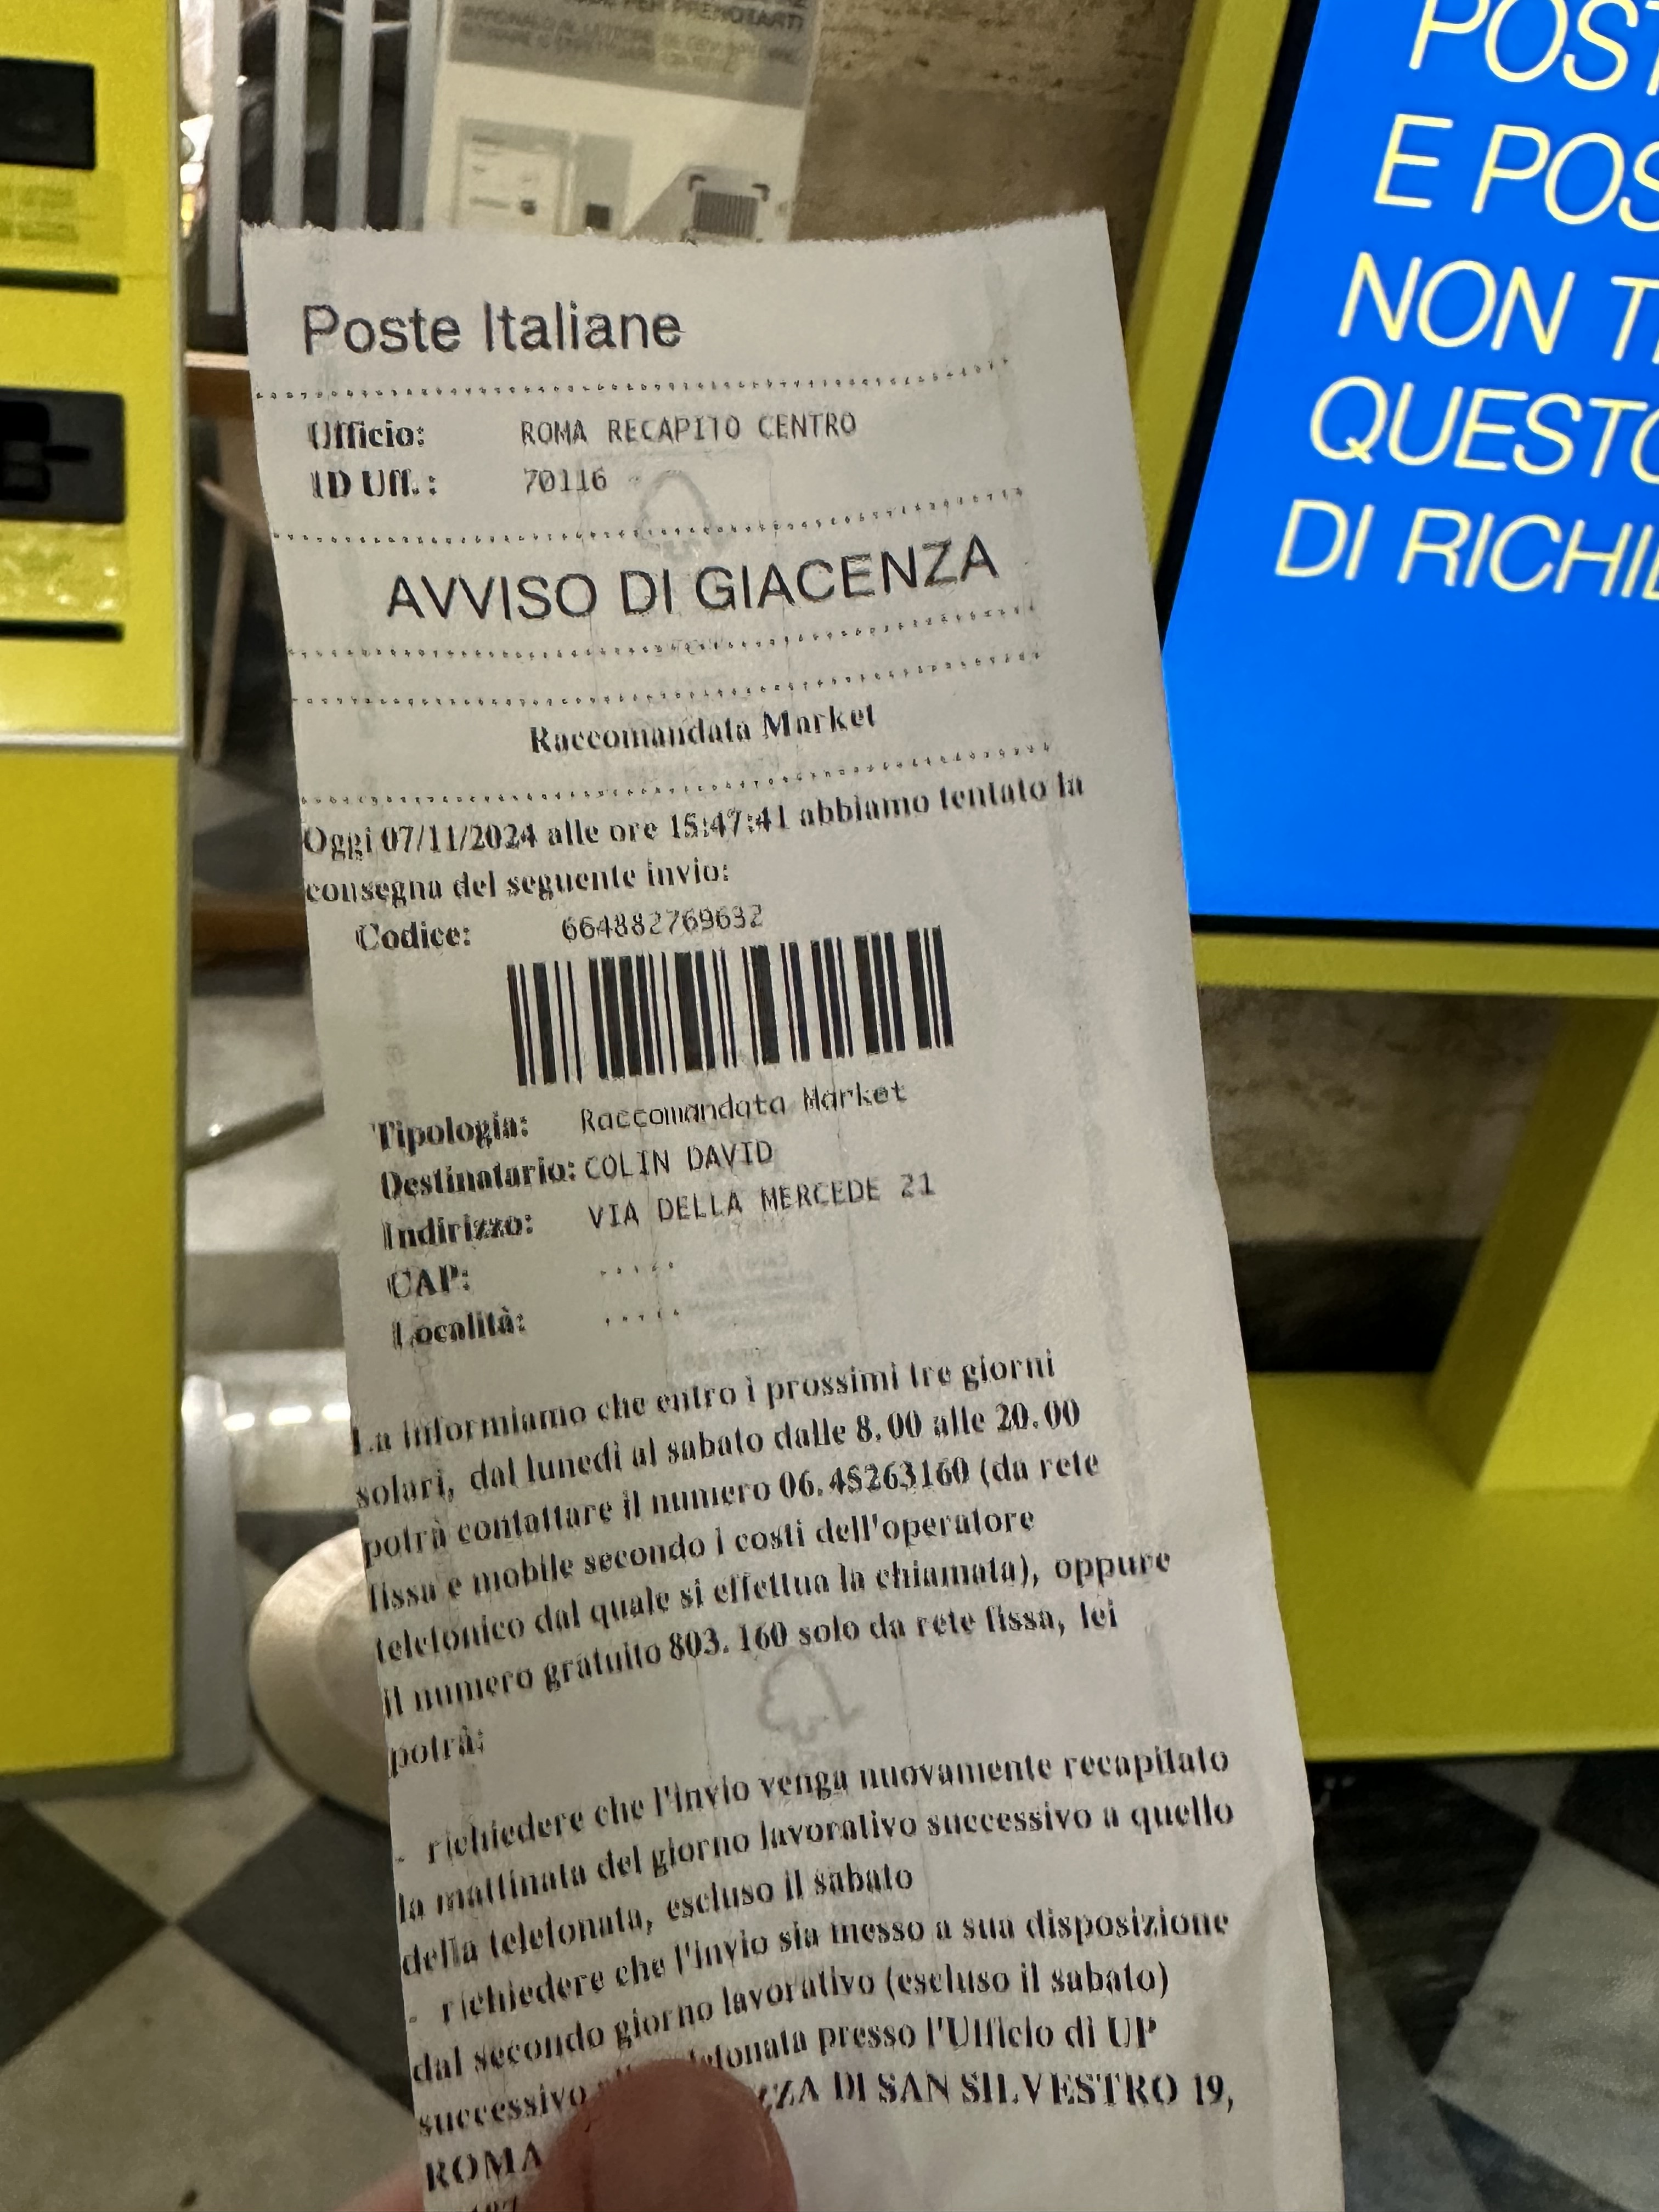 PER PRENOTARTI
POST
E POS
NON T
QUESTO
DI RICHIE
Poste Italiane
Ufficio: ROMA RECAPITO CENTRO
ID Uff.: 70116
AVVISO DI GIACENZA
Raccomandata Market
Oggi 07/11/2024 alle ore 15:47:41 abbiamo tentato la
consegna del seguente invio:
Codice: 664882769632
Tipologia: Raccomandata Market
Destinatario: COLIN DAVID
Indirizzo: VIA DELLA MERCEDE 21
CAP: .....
Località: .....
La informiamo che entro i prossimi tre giorni
solari, dal lunedì al sabato dalle 8.00 alle 20.00
potrà contattare il numero 06.45263160 (da rete
fissa e mobile secondo i costi dell'operatore
telefonico dal quale si effettua la chiamata), oppure
il numero gratuito 803.160 solo da rete fissa, lei
potrà:
- richiedere che l'invio venga nuovamente recapitato
la mattinata del giorno lavorativo successivo a quello
della telefonata, escluso il sabato
- richiedere che l'invio sia messo a sua disposizione
dal secondo giorno lavorativo (escluso il sabato)
successivo telefonata presso l'Ufficio di UP
ZZA DI SAN SILVESTRO 19,
ROMA